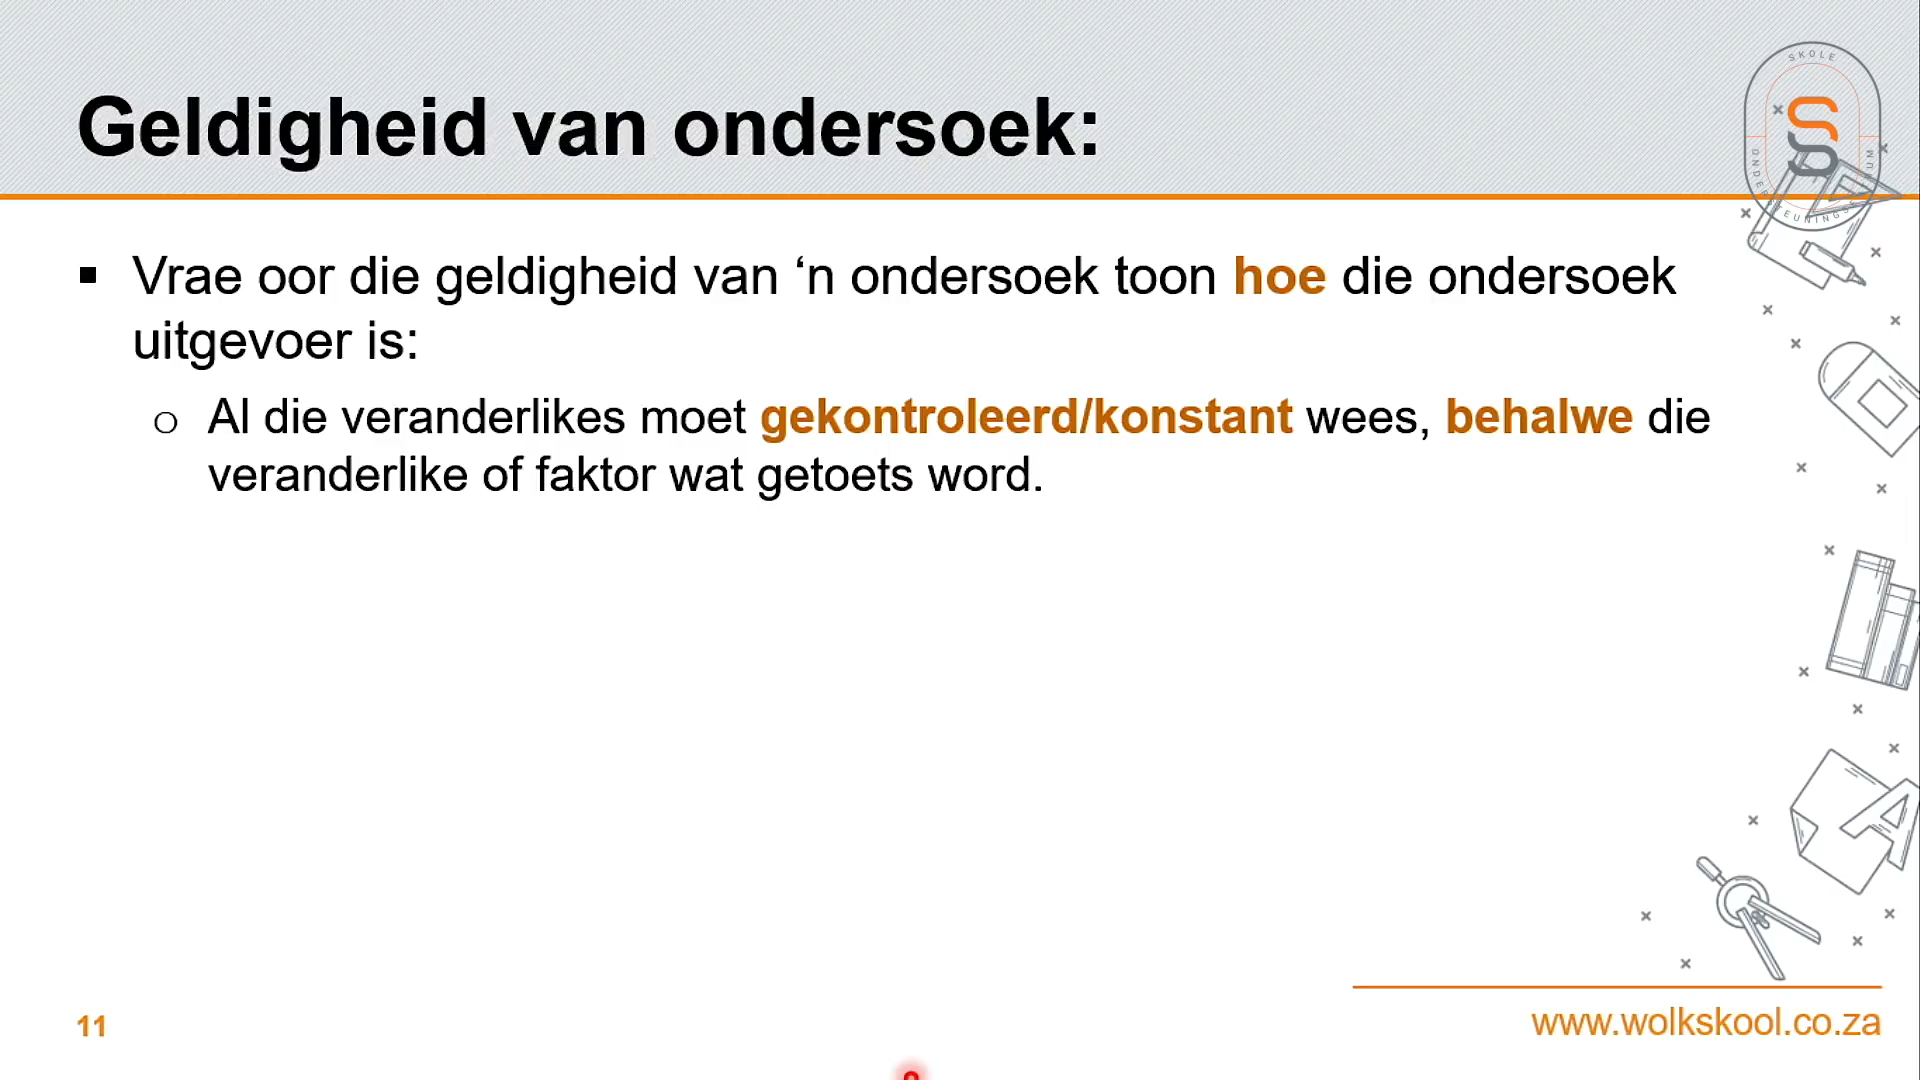 Geldigheid van ondersoek:
▪ Vrae oor die geldigheid van ‘n ondersoek toon hoe die ondersoek
uitgevoer is:
o Al die veranderlikes moet gekontroleerd/konstant wees, behalwe die
veranderlike of faktor wat getoets word.
SKOLE
11
www.wolkskool.co.za